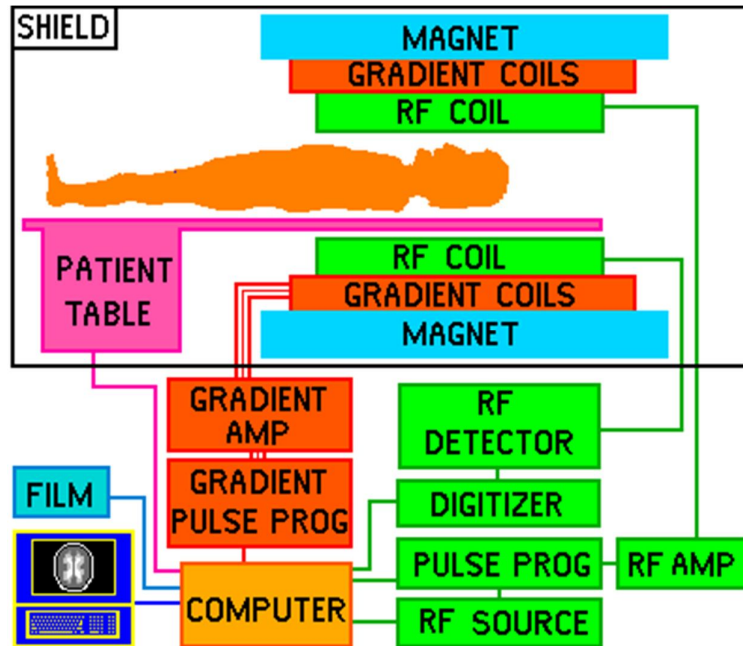 SHIELD
MAGNET
GRADIENT COILS
RF COIL
PATIENT
TABLE
RF COIL
GRADIENT COILS
MAGNET
GRADIENT
AMP
RF
DETECTOR
FILM
GRADIENT
PULSE PROG
DIGITIZER
COMPUTER
PULSE PROG
RF AMP
RF SOURCE